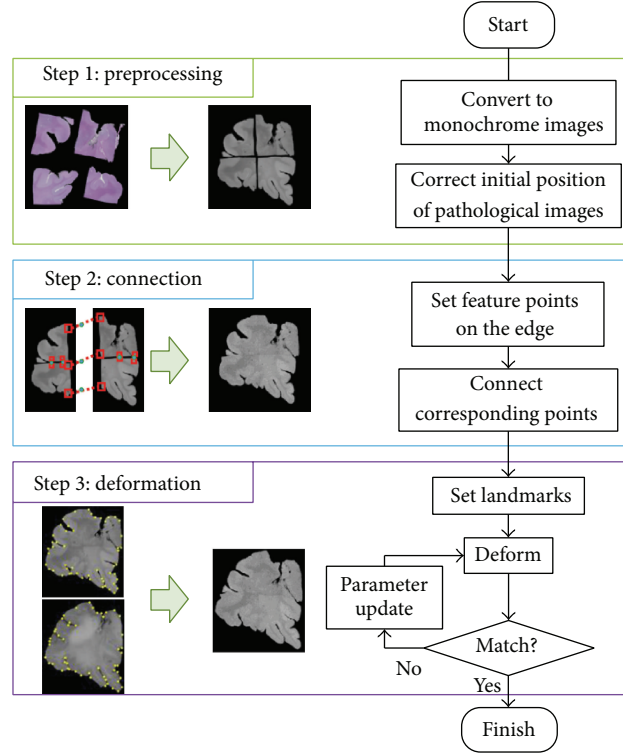 Start
Step 1: preprocessing
Convert to
monochrome images
Correct initial position
of pathological images
Step 2: connection
Set feature points
on the edge
Connect
corresponding points
Step 3: deformation
Set landmarks
Deform
Parameter
update
Match?
No
Yes
Finish